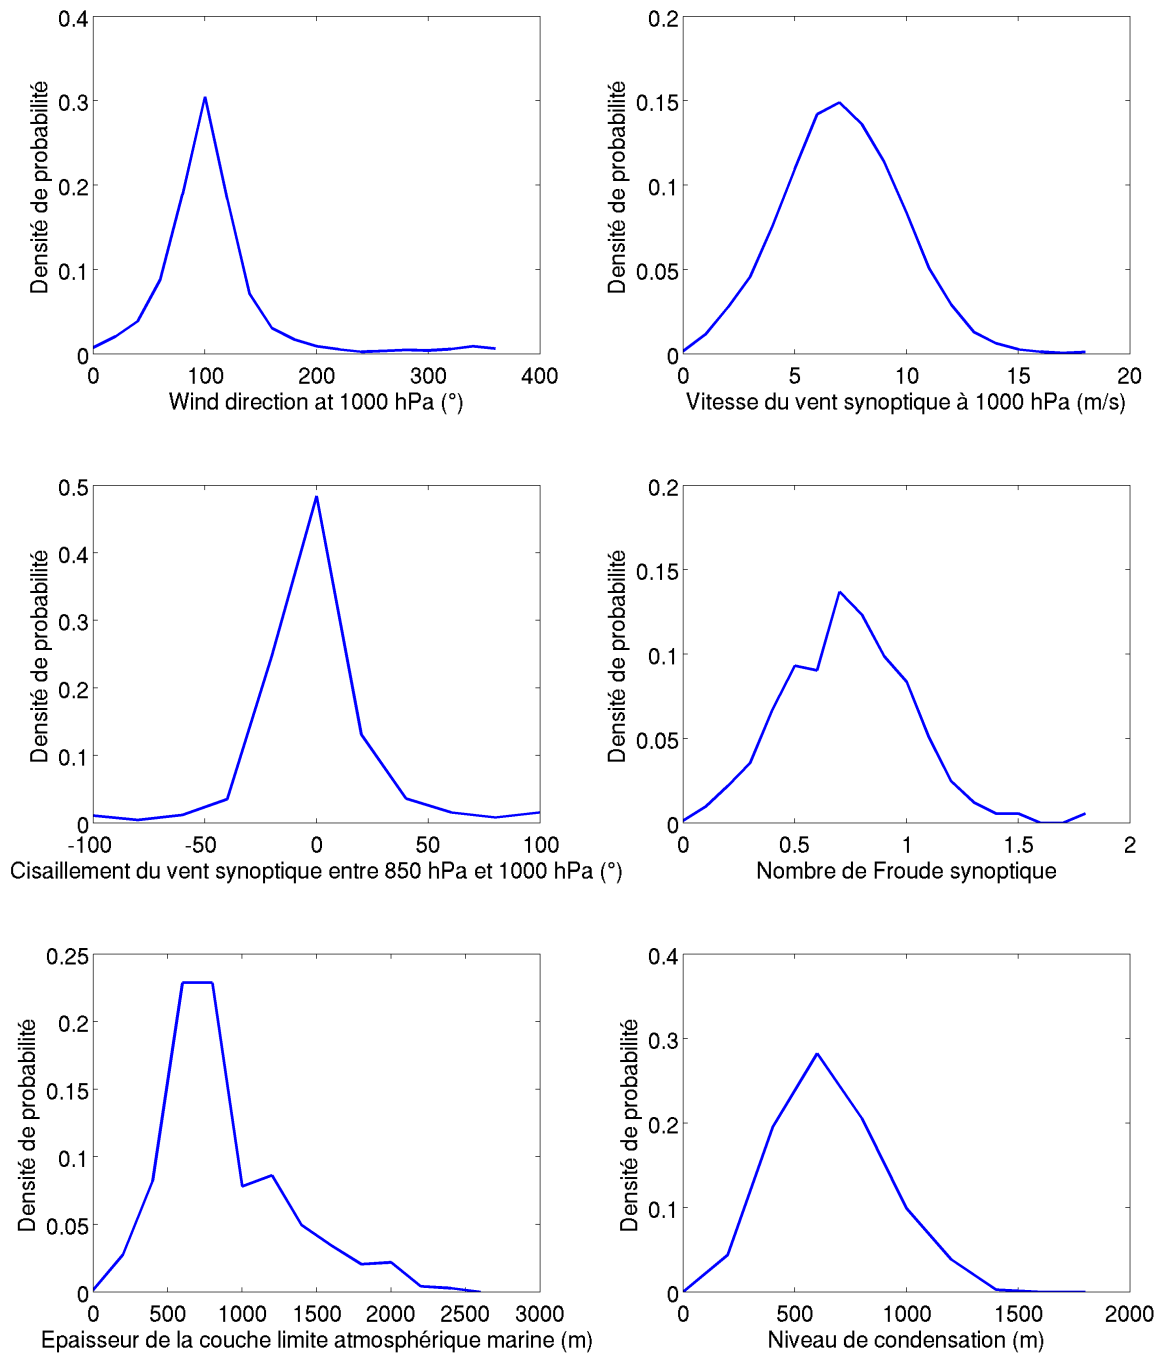 0.4
0.3
0.2
0.1
0
Densité de probabilité
0 100 200 300 400
Wind direction at 1000 hPa (°)
0.2
0.15
0.1
0.05
0
Densité de probabilité
0 5 10 15 20
Vitesse du vent synoptique à 1000 hPa (m/s)
0.5
0.4
0.3
0.2
0.1
0
Densité de probabilité
-100 -50 0 50 100
Cisaillement du vent synoptique entre 850 hPa et 1000 hPa (°)
0.2
0.15
0.1
0.05
0
Densité de probabilité
0 0.5 1 1.5 2
Nombre de Froude synoptique
0.25
0.2
0.15
0.1
0.05
0
Densité de probabilité
0 500 1000 1500 2000 2500 3000
Epaisseur de la couche limite atmosphérique marine (m)
0.4
0.3
0.2
0.1
0
Densité de probabilité
0 500 1000 1500 2000
Niveau de condensation (m)